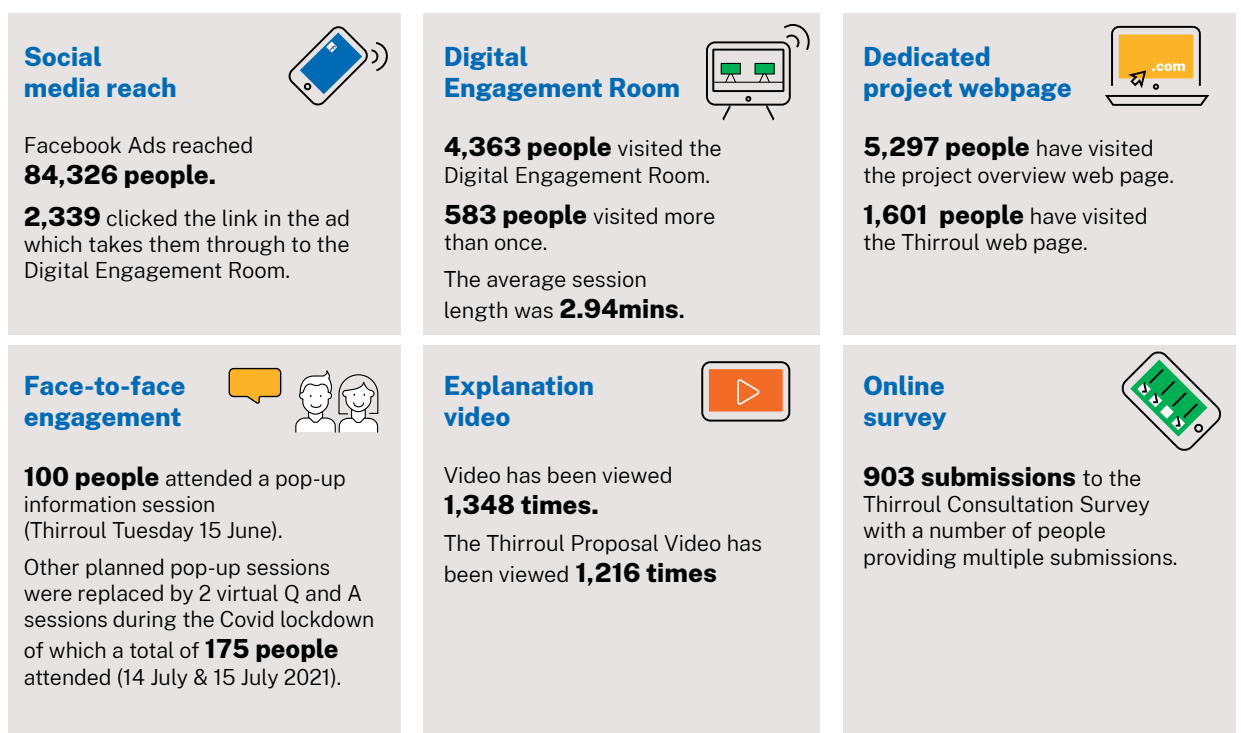 Social
media reach
Facebook Ads reached
84,326 people.
2,339 clicked the link in the ad
which takes them through to the
Digital Engagement Room.
Digital
Engagement Room
4,363 people visited the
Digital Engagement Room.
583 people visited more
than once.
The average session
length was 2.94mins.
Dedicated
project webpage
.com
5,297 people have visited
the project overview web page.
1,601 people have visited
the Thirroul web page.
Face-to-face
engagement
100 people attended a pop-up
information session
(Thirroul Tuesday 15 June).
Other planned pop-up sessions
were replaced by 2 virtual Q and A
sessions during the Covid lockdown
of which a total of 175 people
attended (14 July & 15 July 2021).
Explanation
video
Video has been viewed
1,348 times.
The Thirroul Proposal Video has
been viewed 1,216 times
Online
survey
903 submissions to the
Thirroul Consultation Survey
with a number of people
providing multiple submissions.